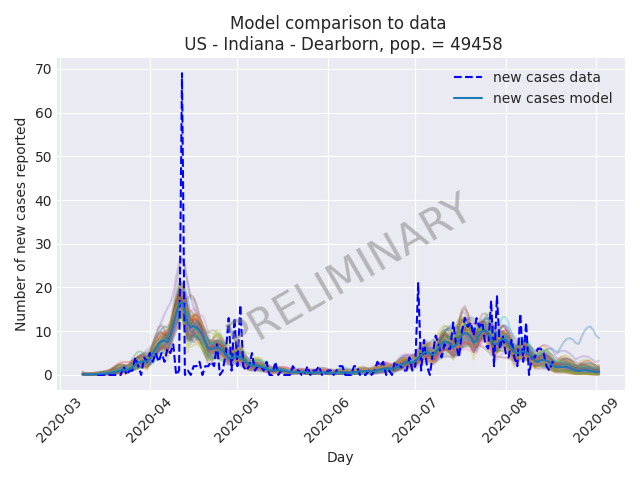 Model comparison to data
US - Indiana - Dearborn, pop. = 49458
new cases data
new cases model
Number of new cases reported
70
60
50
40
30
20
10
0
PRELIMINARY
2020-03
2020-04
2020-05
2020-06
2020-07
2020-08
2020-09
Day